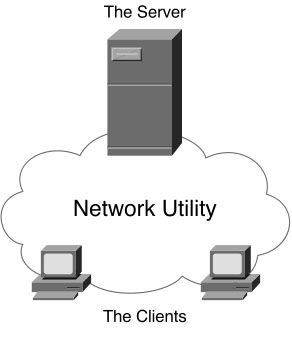 The Server
Network Utility
The Clients